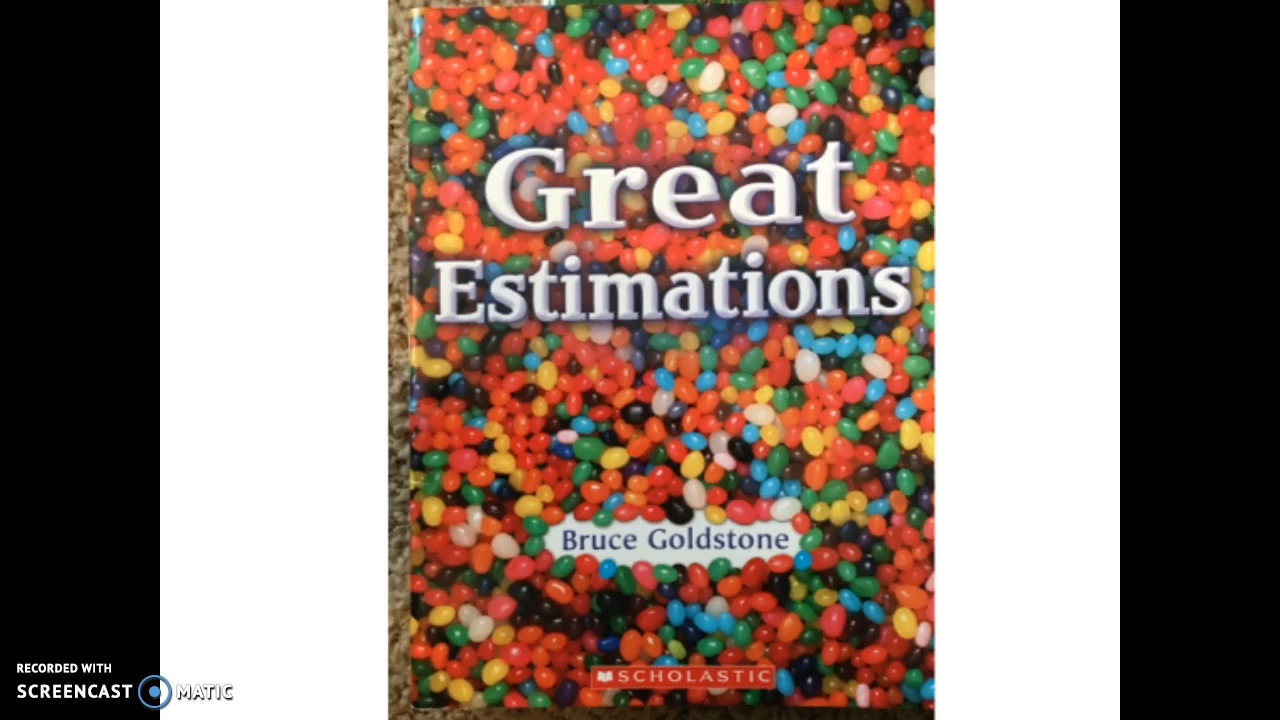 Great
Estimations
Bruce Goldstone
SCHOLASTIC
RECORDED WITH
SCREENCAST MATIC